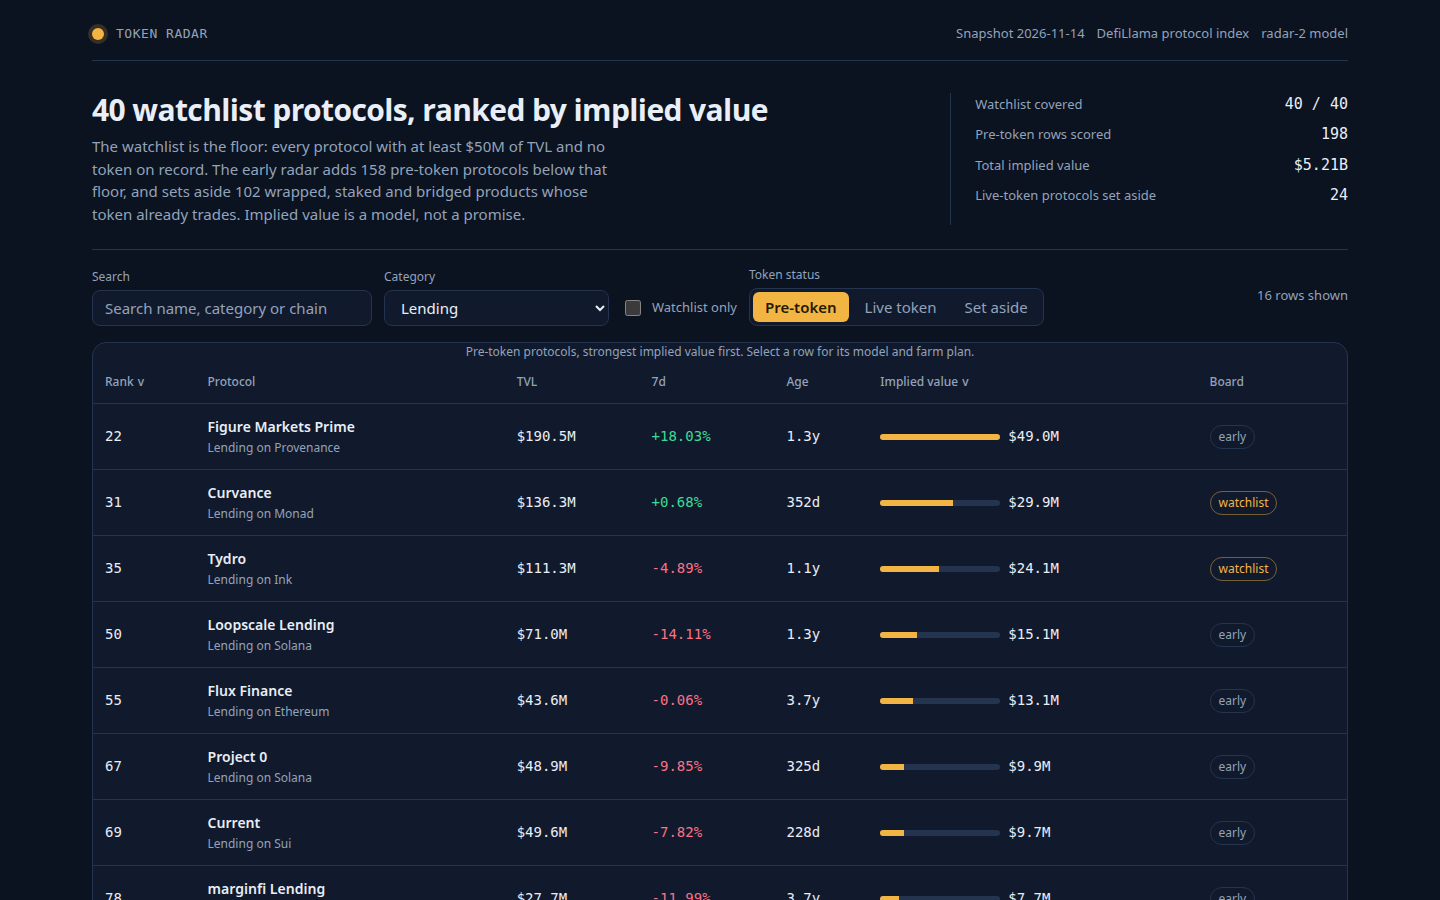 TOKEN RADAR
Snapshot 2026-11-14 DefiLlama protocol index radar-2 model
40 watchlist protocols, ranked by implied value
The watchlist is the floor: every protocol with at least $50M of TVL and no
token on record. The early radar adds 158 pre-token protocols below that
floor, and sets aside 102 wrapped, staked and bridged products whose
token already trades. Implied value is a model, not a promise.
Watchlist covered 40 / 40
Pre-token rows scored 198
Total implied value $5.21B
Live-token protocols set aside 24
Search
Category
Token status
Search name, category or chain
Lending
Watchlist only
Pre-token Live token Set aside
16 rows shown
Pre-token protocols, strongest implied value first. Select a row for its model and farm plan.
Rank v Protocol TVL 7d Age Implied value v Board
22 Figure Markets Prime $190.5M +18.03% 1.3y $49.0M early
Lending on Provenance
31 Curvance $136.3M +0.68% 352d $29.9M watchlist
Lending on Monad
35 Tydro $111.3M -4.89% 1.1y $24.1M watchlist
Lending on Ink
50 Loopscale Lending $71.0M -14.11% 1.3y $15.1M early
Lending on Solana
55 Flux Finance $43.6M -0.06% 3.7y $13.1M early
Lending on Ethereum
67 Project 0 $48.9M -9.85% 325d $9.9M early
Lending on Solana
69 Current $49.6M -7.82% 228d $9.7M early
Lending on Sui
78 marginfi Lending $27.7M -11.99% 3.7y $7.7M early